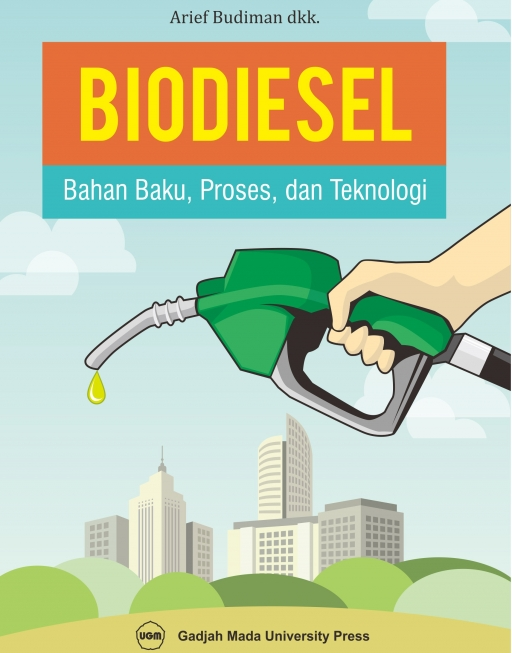 Arief Budiman dkk.
BIODIESEL
Bahan Baku, Proses, dan Teknologi
UGM
Gadjah Mada University Press